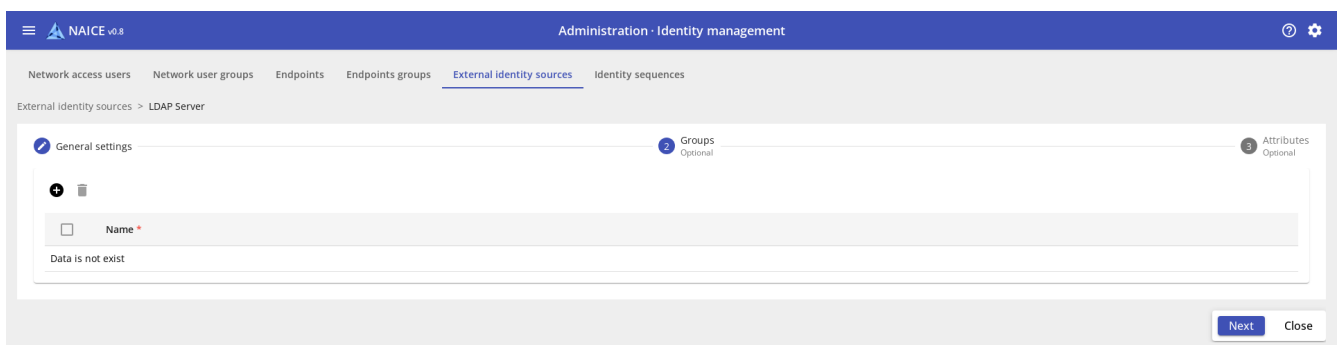 NAICE v0.8
Administration · Identity management
Network access users Network user groups Endpoints Endpoints groups External identity sources Identity sequences
External identity sources > LDAP Server
General settings
2 Groups
Optional
3 Attributes
Optional
Name *
Data is not exist
Next Close